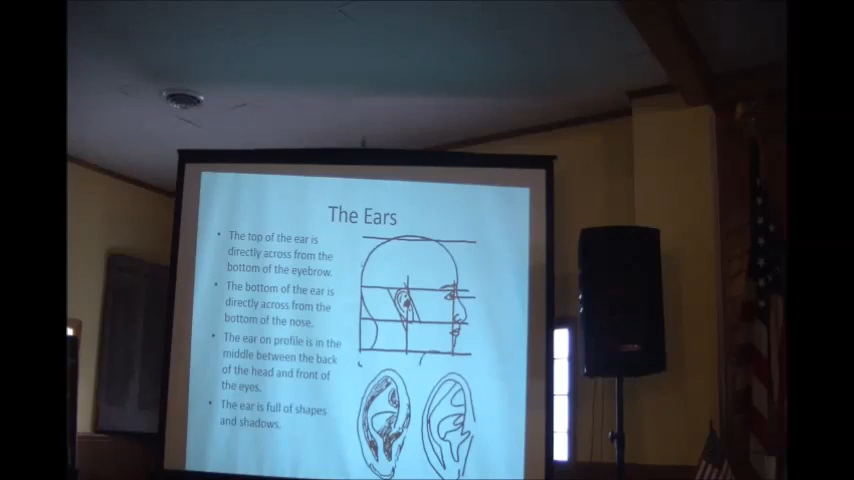 The Ears
• The top of the ear is
directly across from the
bottom of the eyebrow.
• The bottom of the ear is
directly across from the
bottom of the nose.
• The ear on profile is in the
middle between the back
of the head and front of
the eyes.
• The ear is full of shapes
and shadows.